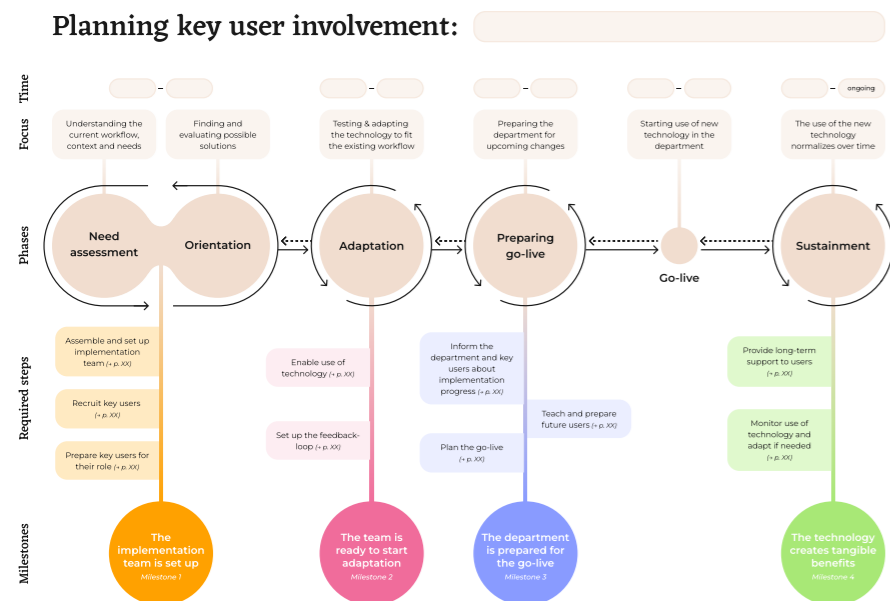 Planning key user involvement:
Time
–
–
–
–
–
ongoing
Focus
Understanding the
current workflow,
context and needs
Finding and
evaluating possible
solutions
Testing & adapting
the technology to fit
the existing workflow
Preparing the
department for
upcoming changes
Starting use of new
technology in the
department
The use of the new
technology
normalizes over time
Phases
Need
assessment
Orientation
Adaptation
Preparing
go-live
Go-live
Sustainment
Required steps
Assemble and set up
implementation
team (→ p. XX)
Recruit key users
(→ p. XX)
Prepare key users for
their role (→ p. XX)
Enable use of
technology (→ p. XX)
Set up the feedback-
loop (→ p. XX)
Inform the
department and key
users about
implementation
progress (→ p. XX)
Teach and prepare
future users (→ p. XX)
Plan the go-live
(→ p. XX)
Provide long-term
support to users
(→ p. XX)
Monitor use of
technology and
adapt if needed
(→ p. XX)
Milestones
The
implementation
team is set up
Milestone 1
The team is
ready to start
adaptation
Milestone 2
The department
is prepared for
the go-live
Milestone 3
The technology
creates tangible
benefits
Milestone 4